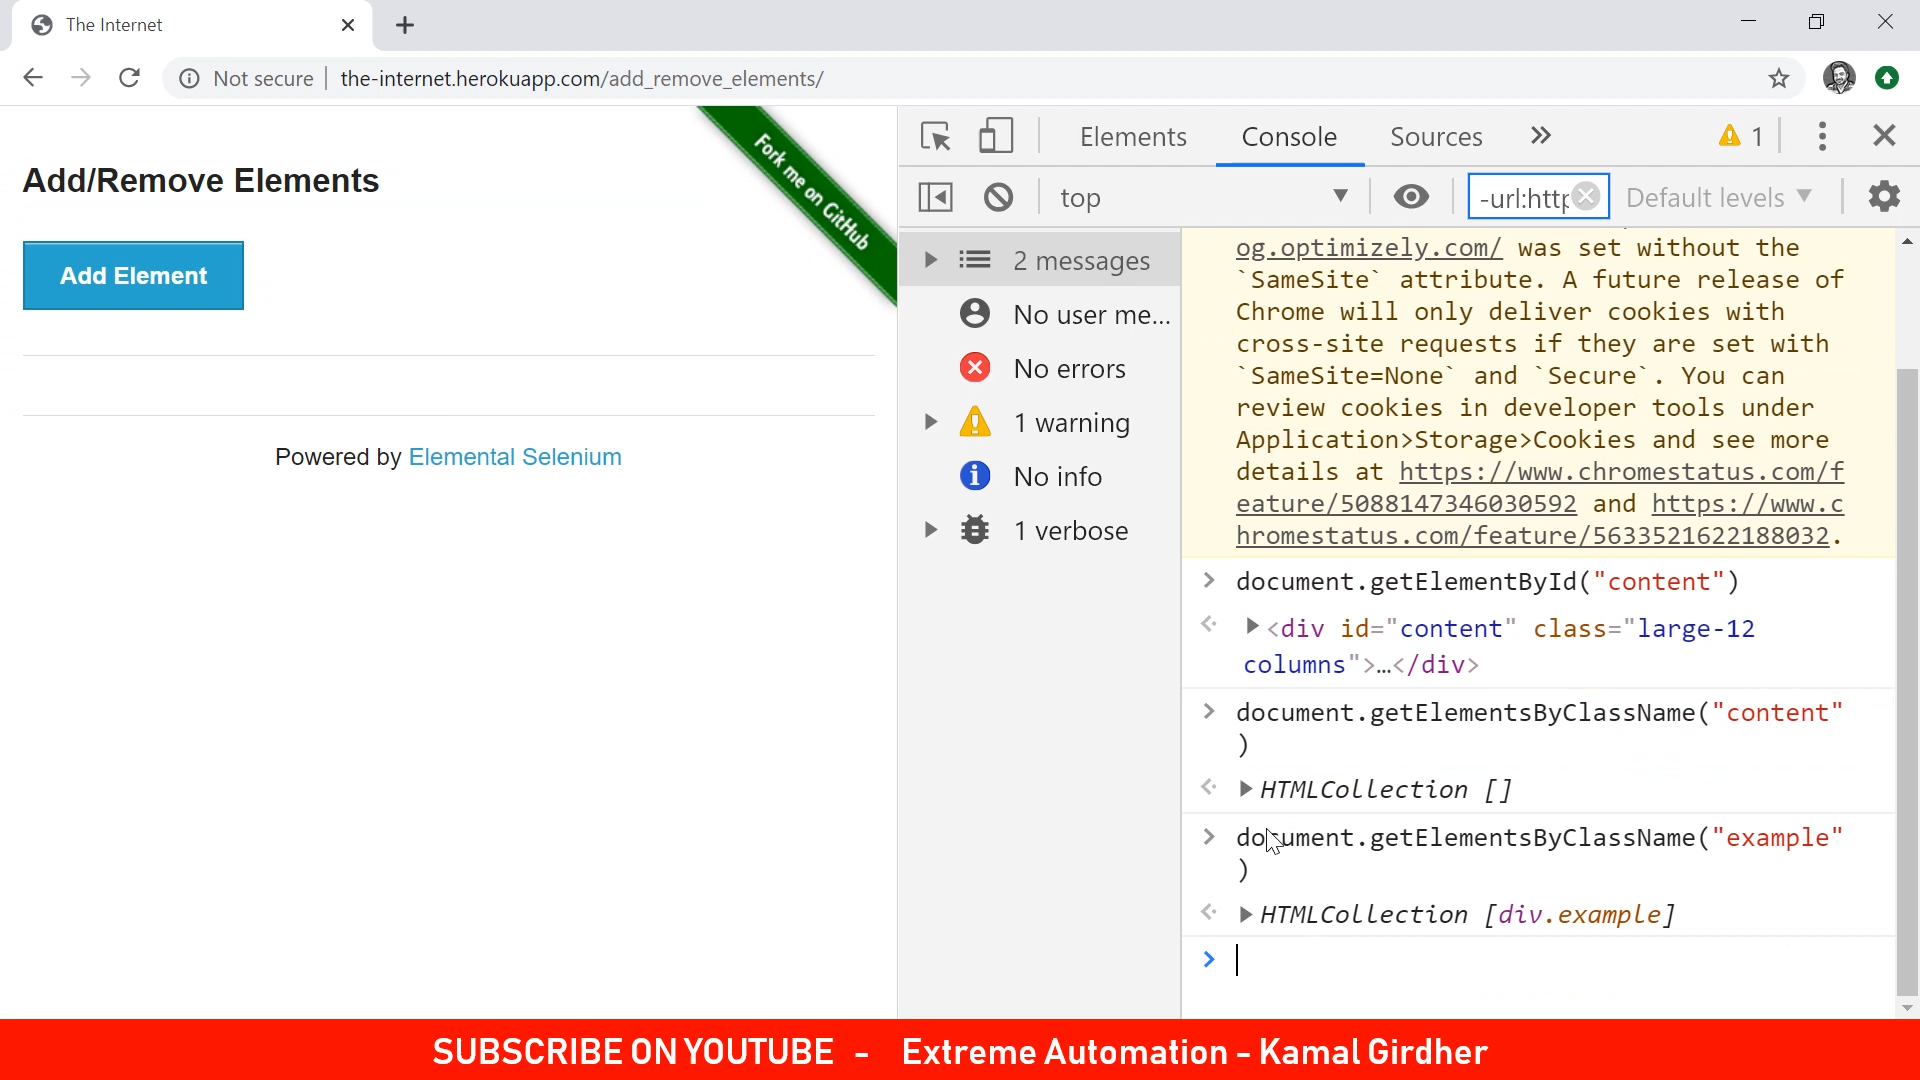 The Internet
Not secure
the-internet.herokuapp.com/add_remove_elements/
Add/Remove Elements
Add Element
Fork me on GitHub
Powered by Elemental Selenium
Elements
Console
Sources
1
top
-url:http
Default levels
2 messages
No user me...
No errors
1 warning
No info
1 verbose
og.optimizely.com/ was set without the
`SameSite` attribute. A future release of
Chrome will only deliver cookies with
cross-site requests if they are set with
`SameSite=None` and `Secure`. You can
review cookies in developer tools under
Application>Storage>Cookies and see more
details at https://www.chromestatus.com/f
eature/5088147346030592 and https://www.c
hromestatus.com/feature/5633521622188032.
> document.getElementById("content")
<div id="content" class="large-12
columns">…</div>
> document.getElementsByClassName("content"
)
HTMLCollection []
> document.getElementsByClassName("example"
)
HTMLCollection [div.example]
>
SUBSCRIBE ON YOUTUBE - Extreme Automation - Kamal Girdher